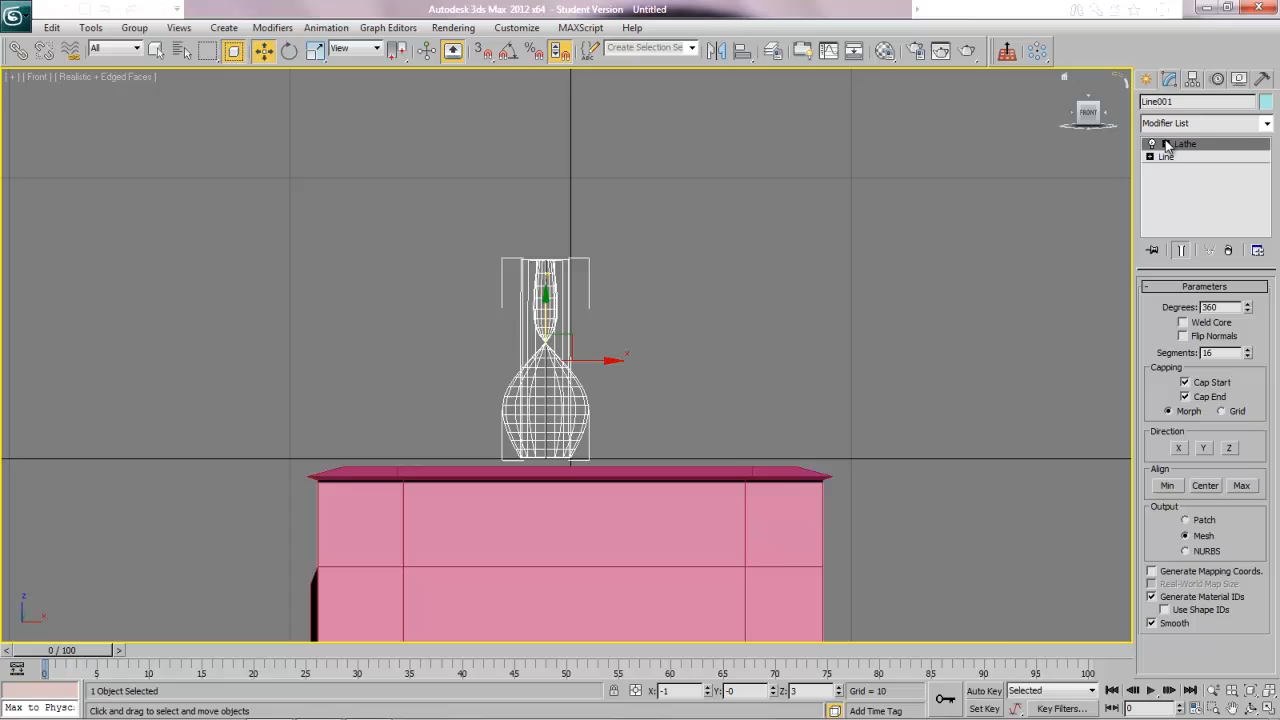 Autodesk 3ds Max 2012 x64 - Student Version Untitled
Edit Tools Group Views Create Modifiers Animation Graph Editors Rendering Customize MAXScript Help
All View 3 % ABC Create Selection Se
[ + ] [ Front ] [ Realistic + Edged Faces ]
FRONT
Line001
Modifier List
Lathe
Line
x
Parameters
Degrees: 360
Weld Core
Flip Normals
Segments: 16
Capping
Cap Start
Cap End
Morph Grid
Direction
X Y Z
Align
Min Center Max
Output
Patch
Mesh
NURBS
Generate Mapping Coords.
Real-World Map Size
Generate Material IDs
Use Shape IDs
Smooth
z
x
< 0 / 100 >
0 5 10 15 20 25 30 35 40 45 50 55 60 65 70 75 80 85 90 95 100
1 Object Selected X: -1 Y: -0 Z: 3 Grid = 10 Auto Key Selected
Max to Physc Click and drag to select and move objects Add Time Tag Set Key Key Filters... 0